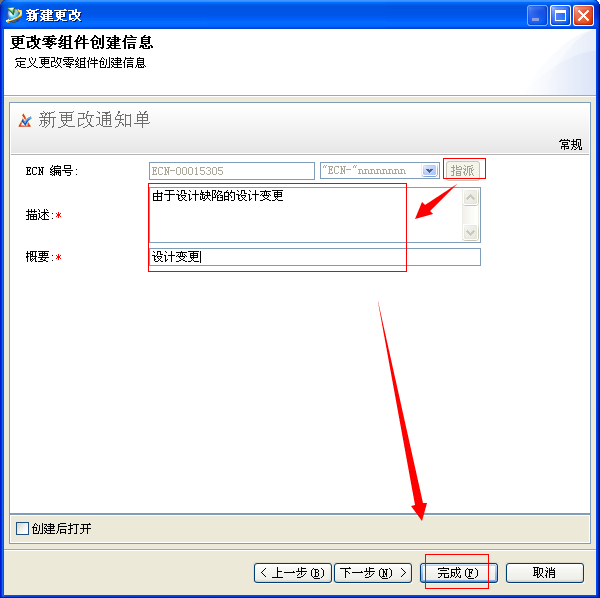 新建更改
更改零组件创建信息
定义更改零组件创建信息
新更改通知单
常规
ECN 编号: ECN-00015305 "ECN-"nnnnnnnn 指派
描述:* 由于设计缺陷的设计变更
概要:* 设计变更
创建后打开
< 上一步(B) 下一步(N) > 完成(F) 取消